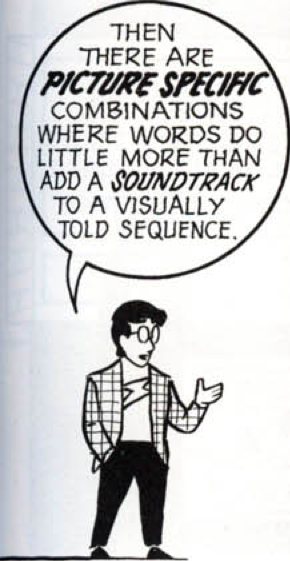 THEN
THERE ARE
PICTURE SPECIFIC
COMBINATIONS
WHERE WORDS DO
LITTLE MORE THAN
ADD A SOUNDTRACK
TO A VISUALLY
TOLD SEQUENCE.